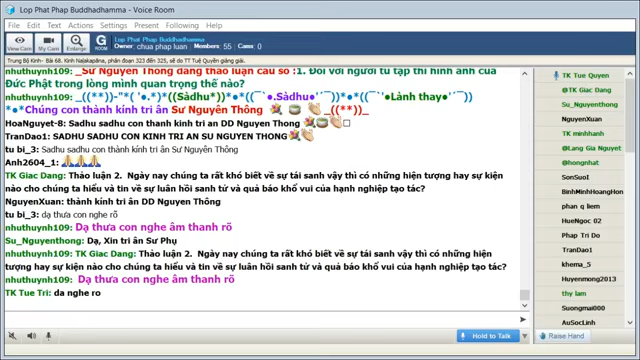 Lop Phat Phap Buddhadhamma - Voice Room
File Edit Text Actions Settings Present Following Help
View Cam
My Cam
Enlarge
G ROOM
Lop Phat Phap Buddhadhamma
Owner: chua phap luan Members: 55 Cams: 0
Trung Bộ Kinh - Bài 68. Kinh Naḷakapāna, phân đoạn 323 đến 325, sẽ do TT Tuệ Quyền giảng giải.
nhuthuynh109: _Sư Nguyên Thông đang thảo luận câu số :1. Đối với người tu tập thì hình ảnh của
Đức Phật trong lòng mình quan trọng thế nào?
nhuthuynh109: _((**))-"*( '●.*)●(Sàdhu*))*●*((¯`●.Sàdhu●'´¯))*●*((¯`'●Lành thay●'´¯))
*●*Chúng con thành kính tri ân Sư Nguyên Thông _((**))_
HoaNguyet-8: Sadhu sadhu con thanh kinh tri an DD Nguyen Thong
TranDao1: SADHU SADHU CON KINH TRI AN SU NGUYEN THONG
tu bi_3: Sadhu sadhu con thành kính tri ân Sư Nguyên Thông
Anh2604_1:
TK Giac Dang: Thảo luận 2. Ngày nay chúng ta rất khó biết về sự tái sanh vậy thì có những hiện tượng hay sự kiện
nào cho chúng ta hiểu và tin về sự luân hồi sanh tử và quả báo khổ vui của hạnh nghiệp tạo tác?
NguyenXuan: thành kính tri ân DD Nguyên Thông
tu bi_3: dạ thưa con nghe rõ
nhuthuynh109: Dạ thưa con nghe âm thanh rõ
Su_Nguyenthong: Dạ, Xin tri ân Sư Phụ
TK Giac Dang: Thảo luận 2. Ngày nay chúng ta rất khó biết về sự tái sanh vậy thì có những hiện
tượng hay sự kiện nào cho chúng ta hiểu và tin về sự luân hồi sanh tử và quả báo khổ vui của hạnh nghiệp tạo tác?
nhuthuynh109: Dạ thưa con nghe âm thanh rõ
TK Tue Tri: da nghe ro
Hold to Talk
TK Tue Quyen
@TK Giac Dang
Su_Nguyenthong
NguyenXuan
TK minhhanh
@Lang Gia Nguyet
@hongnhat
SonSuoI
BinhMinhHoangHon
phan q liem
HueNgoc 02
Phap Tri Do
TranDao1
khema_5
Huyenmong2013
thy lam
Suongmai000
AuSocLinh
Raise Hand